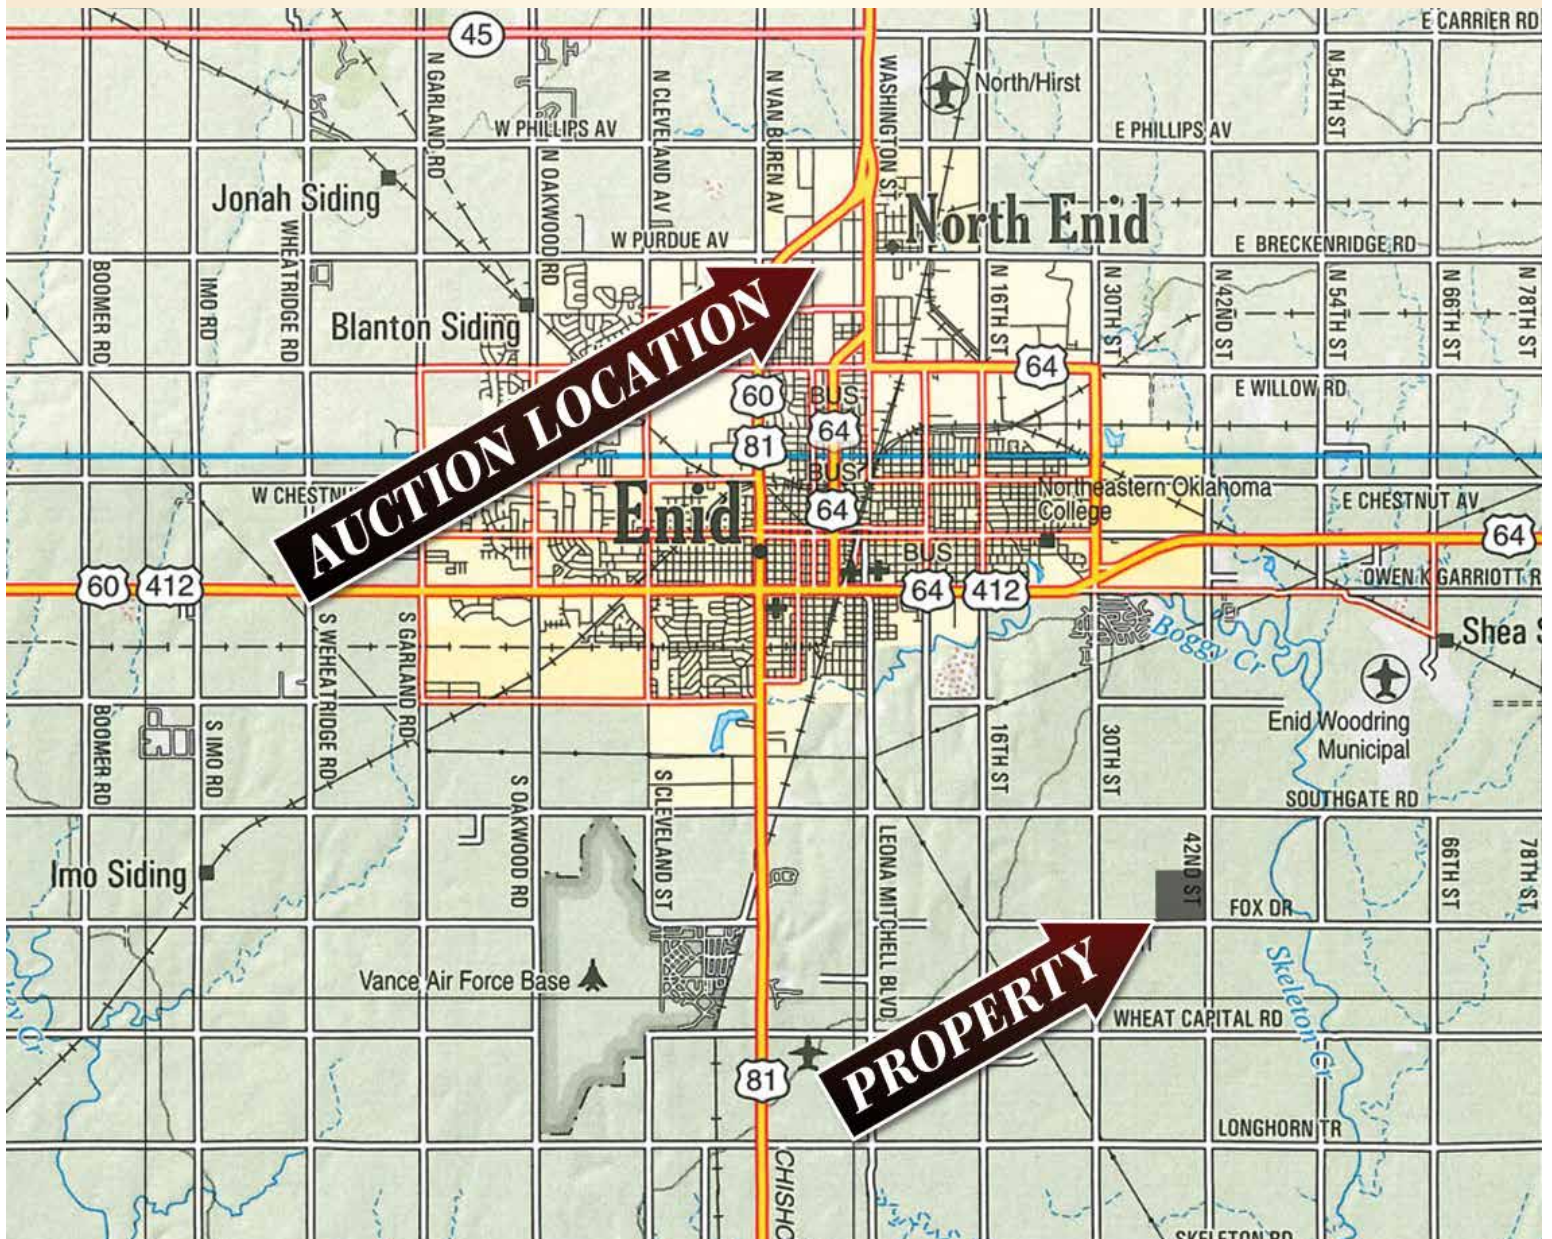 E CARRIER RD
45
N GARLAND RD
N CLEVELAND AV
N VAN BUREN AV
WASHINGTON ST
North/Hirst
N 54TH ST
W PHILLIPS AV
E PHILLIPS AV
N OAKWOOD RD
Jonah Siding
WHEATRIDGE RD
W PURDUE AV
North Enid
E BRECKENRIDGE RD
BOOMER RD
IMO RD
N 16TH ST
N 30TH ST
N 42ND ST
N 54TH ST
N 66TH ST
N 78TH ST
Blanton Siding
AUCTION LOCATION
64
60
BUS
E WILLOW RD
81
64
BUS
64
W CHESTNU
Enid
Northeastern Oklahoma
College
E CHESTNUT AV
64
BUS
60
412
64
412
OWEN K GARRIOTT R
S WEHEATRIDGE RD
S GARLAND RD
Boggy Cr
Shea S
Enid Woodring
Municipal
BOOMER RD
S IMO RD
S OAKWOOD RD
S CLEVELAND ST
16TH ST
30TH ST
SOUTHGATE RD
Imo Siding
LEONA MITCHELL BLVD
42ND ST
66TH ST
78TH ST
FOX DR
Vance Air Force Base
PROPERTY
Skeleton Cr
WHEAT CAPITAL RD
ey Cr
81
LONGHORN TR
CHISHO
SKELETON RD